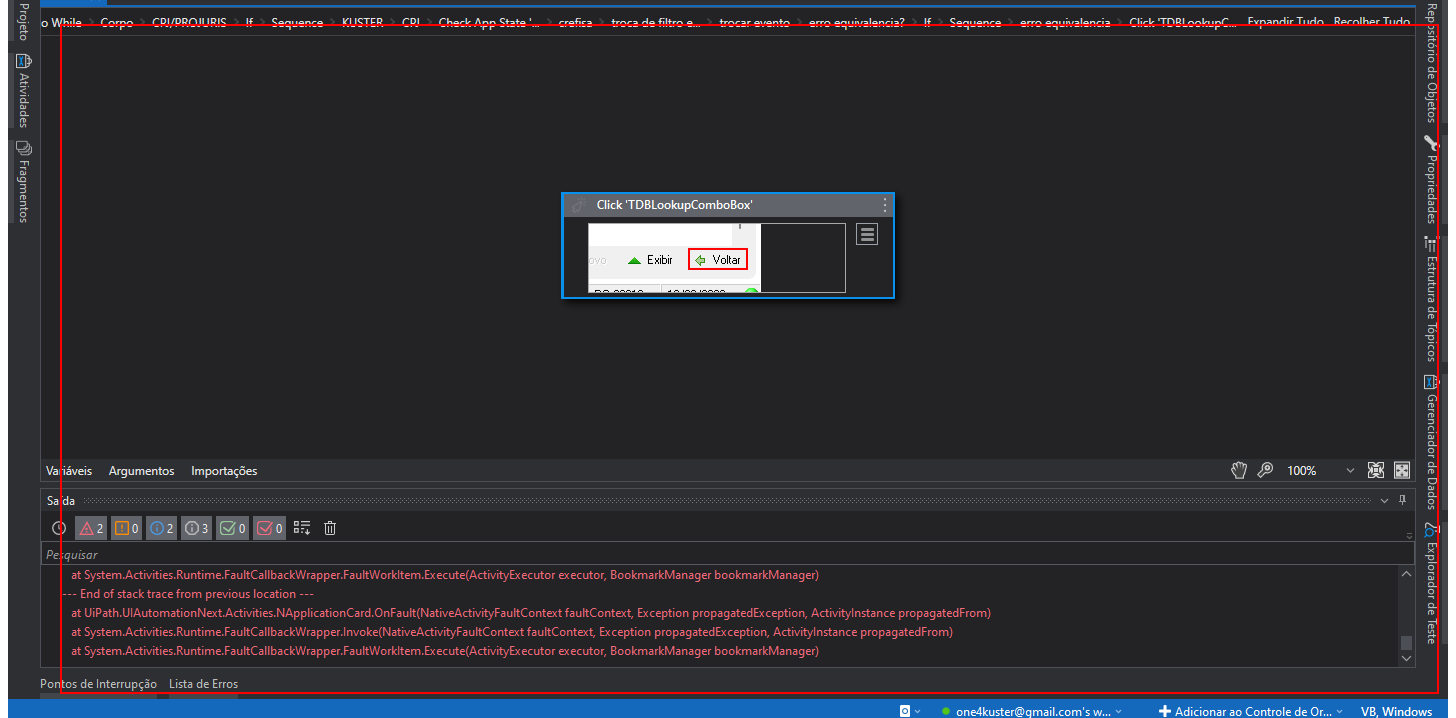 Projeto
Atividades
Fragmentos
o While Corpo CPJ/PROJURIS If Sequence KUSTER CPJ Check App State '... crefisa troca de filtro e... trocar evento erro equivalencia? If Sequence erro equivalencia Click 'TDBLookupC... Expandir Tudo Recolher Tudo
Click 'TDBLookupComboBox'
ovo Exibir Voltar
Variáveis Argumentos Importações 100%
Saída
2 0 2 3 0 0
Pesquisar
at System.Activities.Runtime.FaultCallbackWrapper.FaultWorkItem.Execute(ActivityExecutor executor, BookmarkManager bookmarkManager)
--- End of stack trace from previous location ---
at UiPath.UIAutomationNext.Activities.NApplicationCard.OnFault(NativeActivityFaultContext faultContext, Exception propagatedException, ActivityInstance propagatedFrom)
at System.Activities.Runtime.FaultCallbackWrapper.Invoke(NativeActivityFaultContext faultContext, Exception propagatedException, ActivityInstance propagatedFrom)
at System.Activities.Runtime.FaultCallbackWrapper.FaultWorkItem.Execute(ActivityExecutor executor, BookmarkManager bookmarkManager)
Pontos de Interrupção Lista de Erros
Repositório de Objetos
Propriedades
Estrutura de Tópicos
Gerenciador de Dados
Explorador de Teste
one4kuster@gmail.com's w... Adicionar ao Controle de Or... VB, Windows